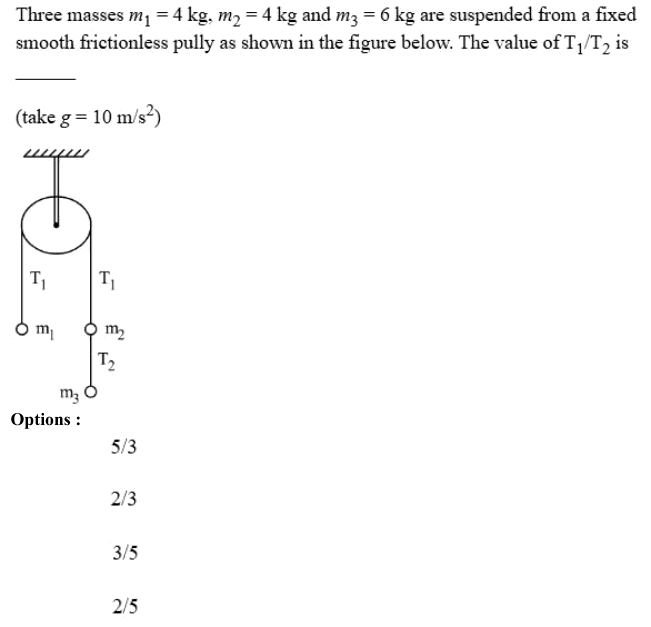 Three masses m₁ = 4 kg, m₂ = 4 kg and m₃ = 6 kg are suspended from a fixed
smooth frictionless pully as shown in the figure below. The value of T₁/T₂ is
______
(take g = 10 m/s²)
T₁ T₁
m₁ m₂
T₂
m₃
Options :
5/3
2/3
3/5
2/5